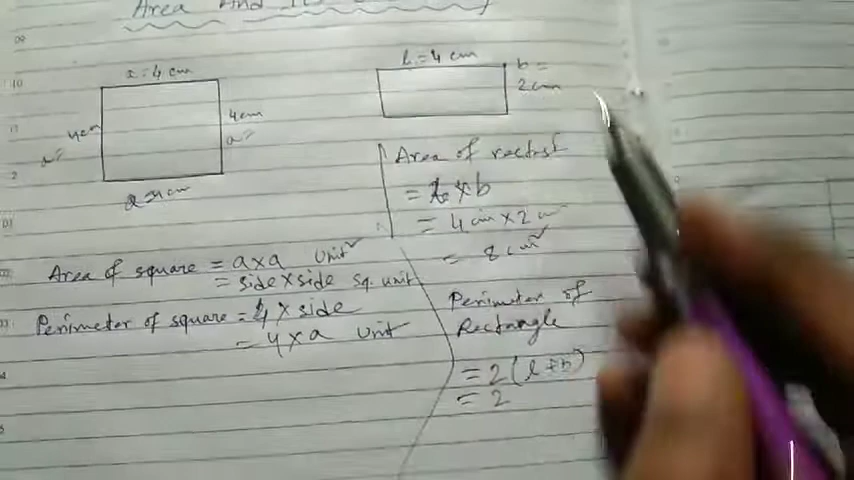 Area And
a = 4 cm
4cm
a =
4cm
a =
a = 4cm
l = 4 cm
b =
2cm
Area of rect
= l × b
= 4 cm × 2 cm
= 8 cm²
Area of square = a×a unit²
= side × side sq. unit
Perimeter of square = 4 × side
= 4 × a unit
Perimeter of
Rectangle
= 2 (l + b)
= 2